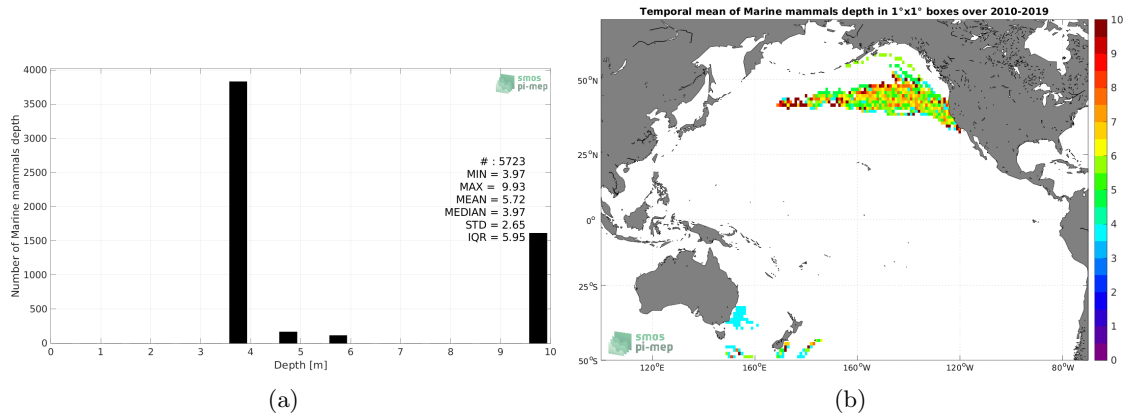 Temporal mean of Marine mammals depth in 1°x1° boxes over 2010-2019
smos
pi-mep
4000
3500
3000
2500
2000
1500
1000
500
0
Number of Marine mammals depth
# : 5723
MIN = 3.97
MAX = 9.93
MEAN = 5.72
MEDIAN = 3.97
STD = 2.65
IQR = 5.95
0 1 2 3 4 5 6 7 8 9 10
Depth [m]
(a)
50°N
25°N
0°
25°S
50°S
120°E 160°E 160°W 120°W 80°W
smos
pi-mep
10
9
8
7
6
5
4
3
2
1
0
(b)